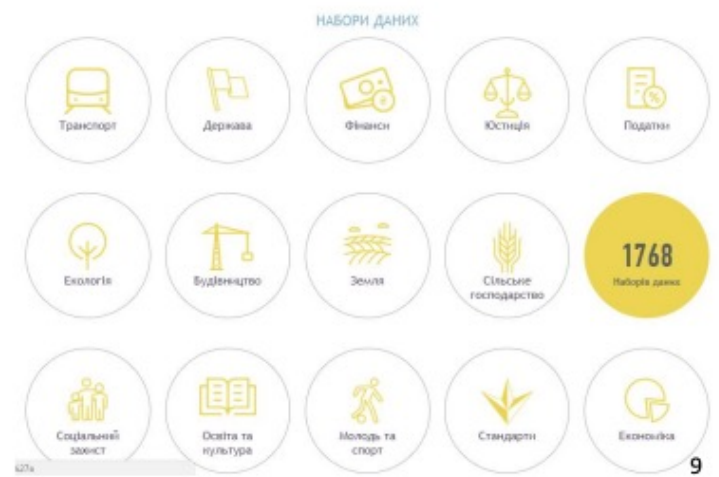 НАБОРИ ДАНИХ
Транспорт
Держава
Фінанси
Юстиція
Податки
Екологія
Будівництво
Земля
Сільське
господарство
1768
Наборів даних
Соціальний
захист
Освіта та
культура
Молодь та
спорт
Стандарти
Економіка
627a
9